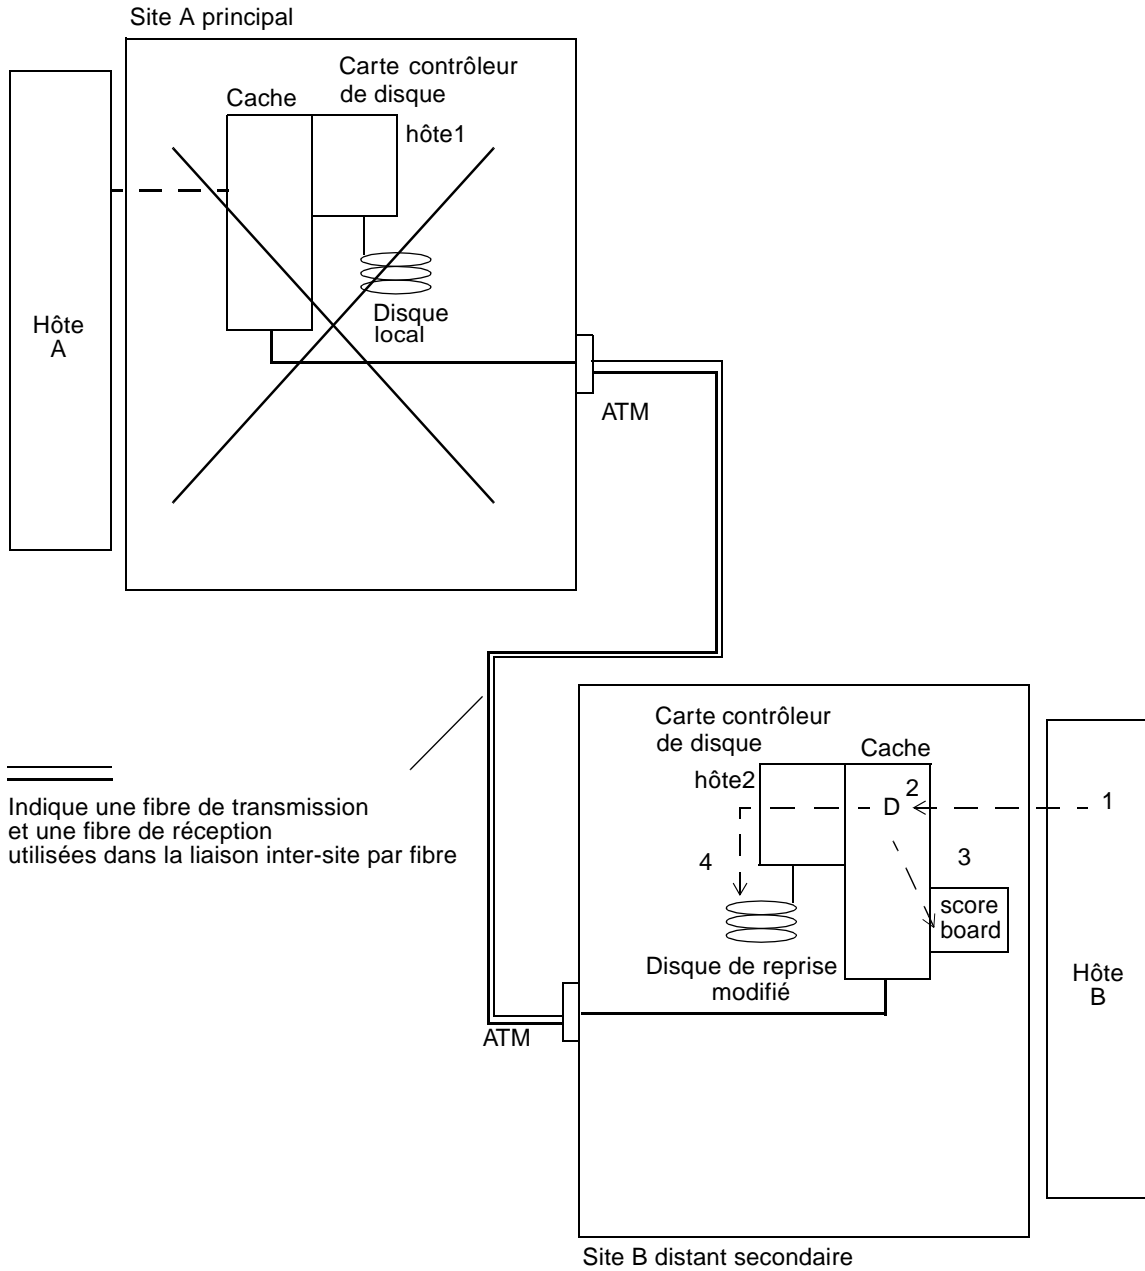 Site A principal
Carte contrôleur
de disque
Cache
hôte1
Hôte
A
Disque
local
ATM
Indique une fibre de transmission
et une fibre de réception
utilisées dans la liaison inter-site par fibre
Carte contrôleur
de disque
Cache
hôte2
D
2
1
4
3
score
board
Disque de reprise
modifié
Hôte
B
ATM
Site B distant secondaire